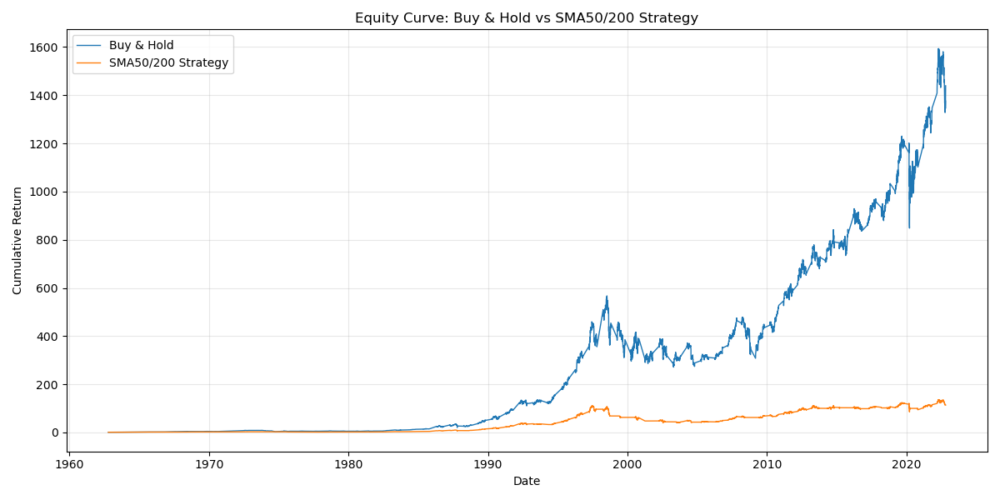 Equity Curve: Buy & Hold vs SMA50/200 Strategy
Buy & Hold
SMA50/200 Strategy
Cumulative Return
1600
1400
1200
1000
800
600
400
200
0
1960 1970 1980 1990 2000 2010 2020
Date